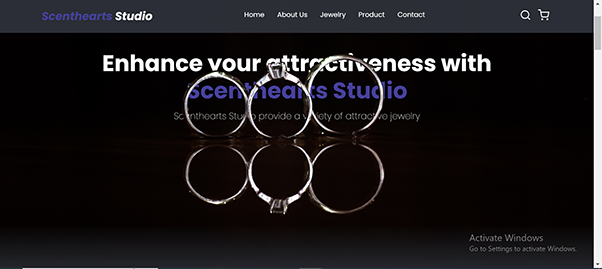 Scenthearts Studio
Home About Us Jewelry Product Contact
Enhance your attractiveness with
Scenthearts Studio
Scenthearts Studio provide a variety of attractive jewelry
Activate Windows
Go to Settings to activate Windows.